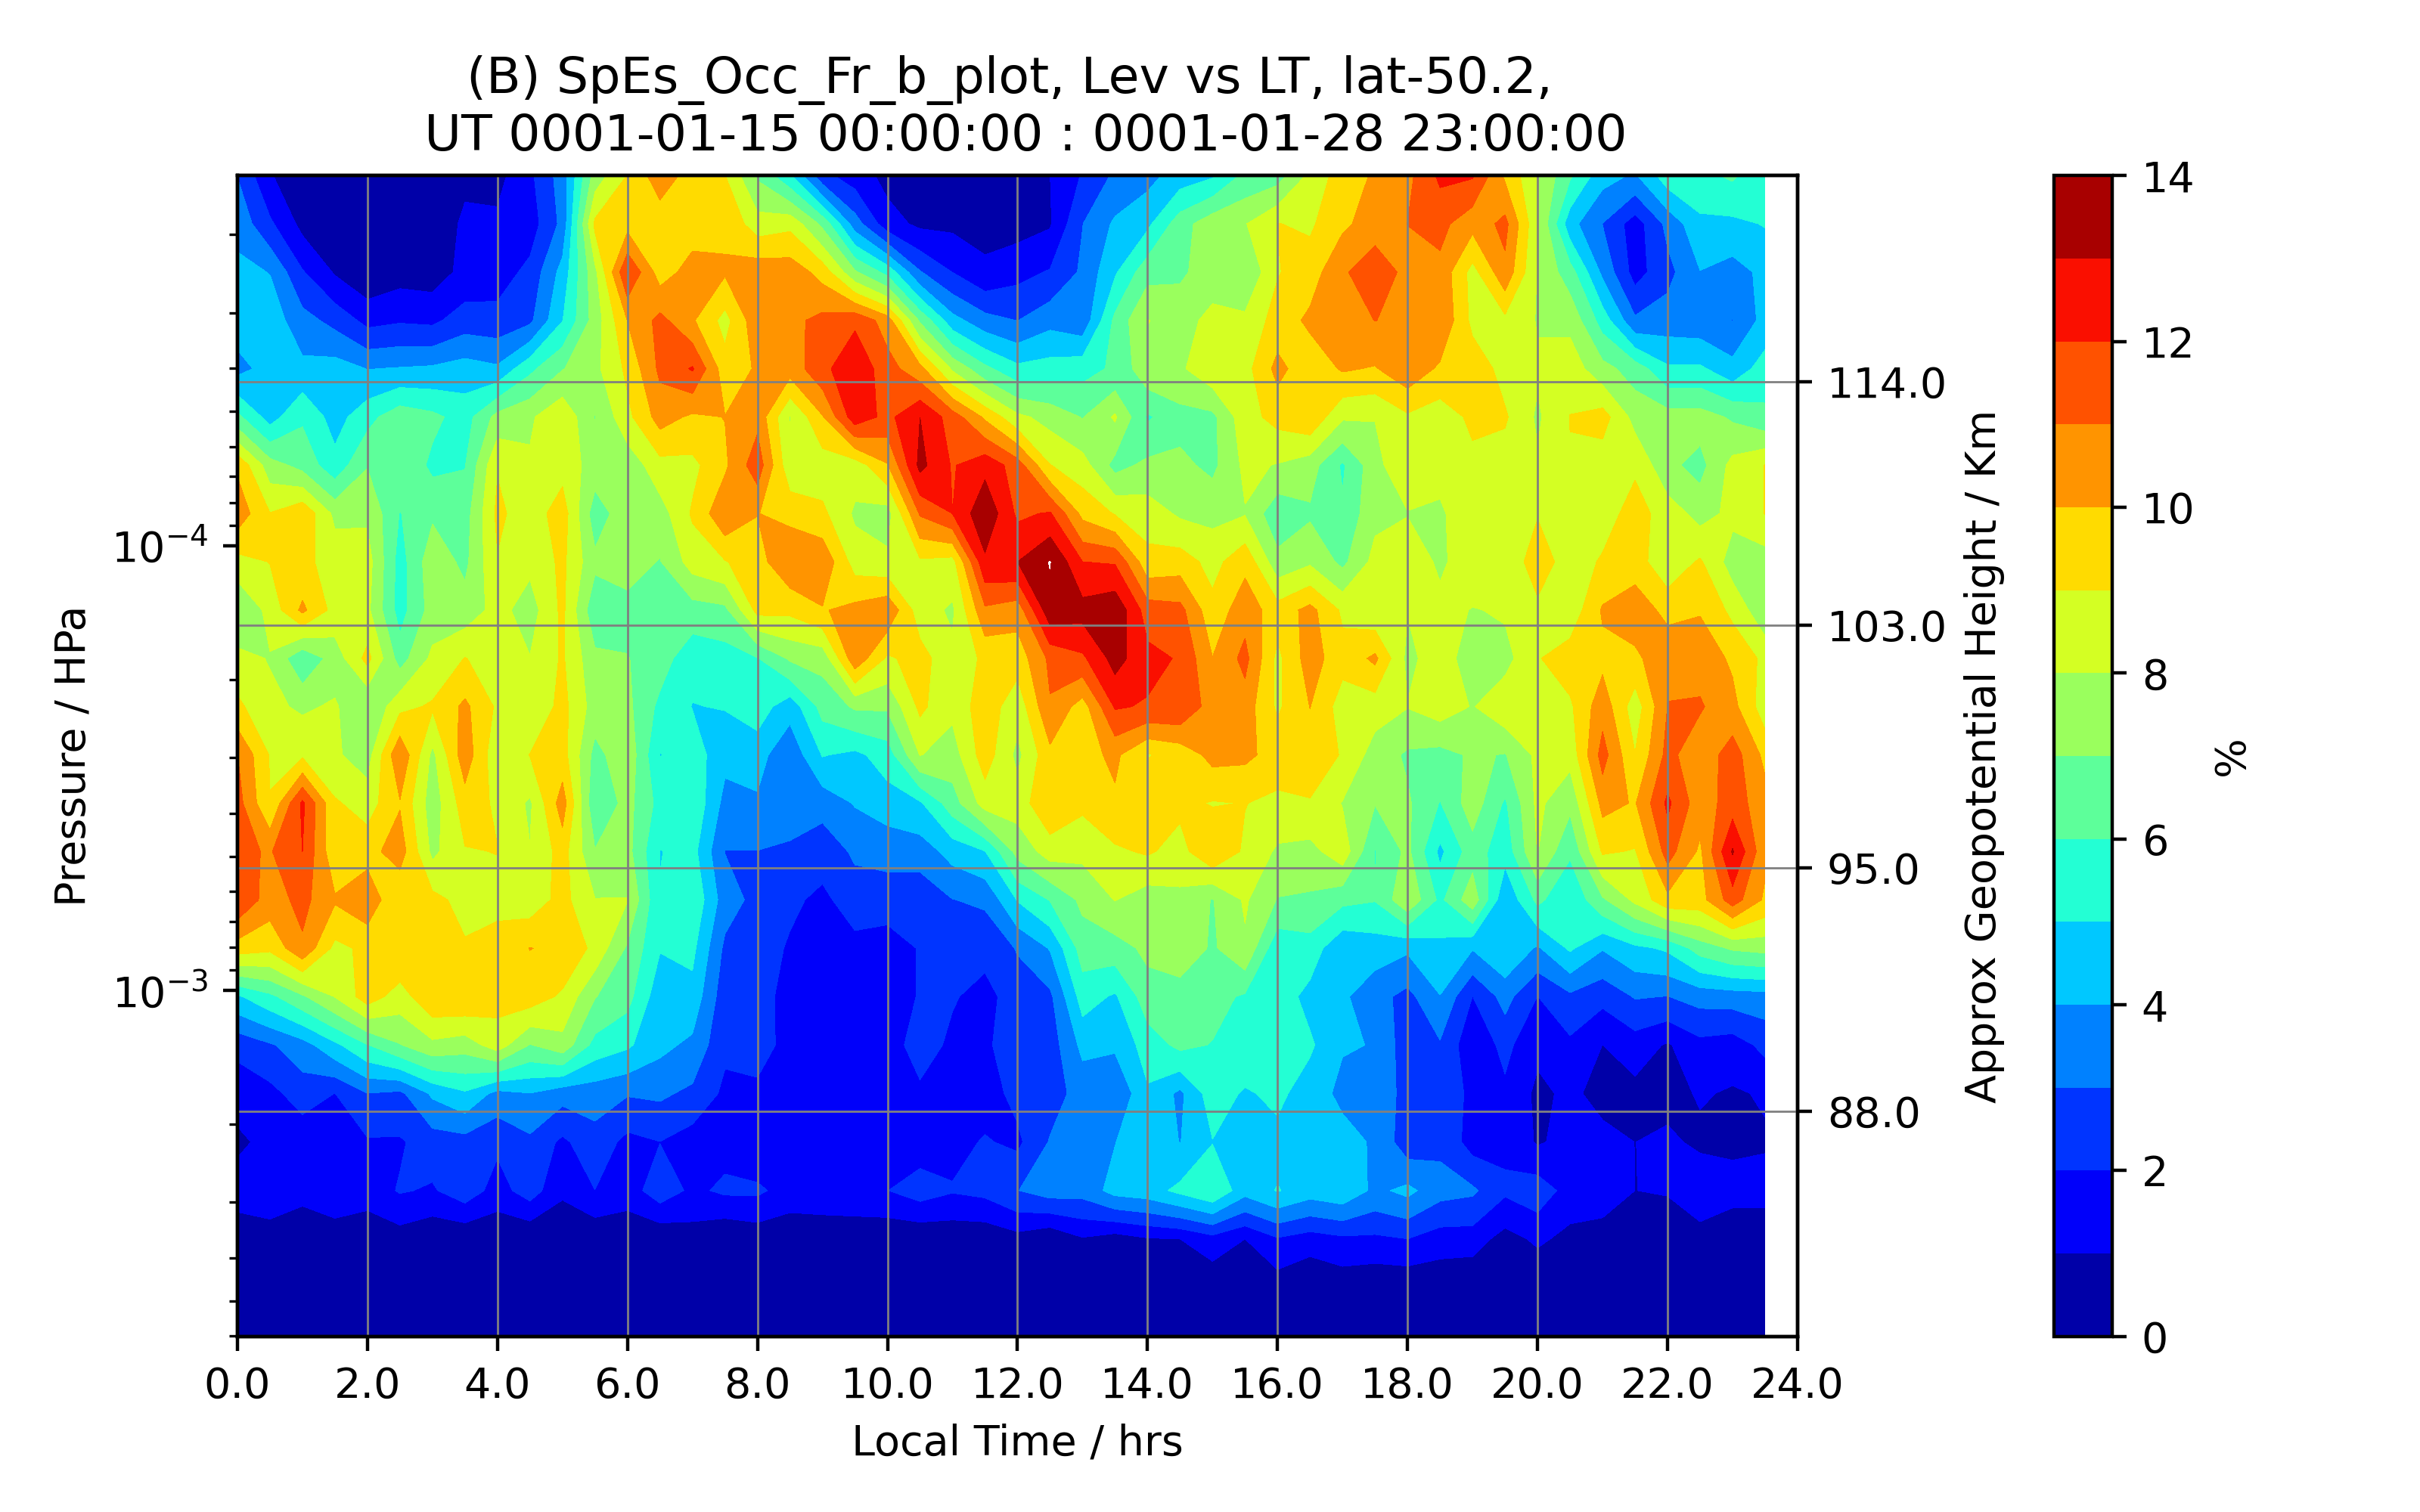 (B) SpEs_Occ_Fr_b_plot, Lev vs LT, lat-50.2,
UT 0001-01-15 00:00:00 : 0001-01-28 23:00:00
Pressure / HPa
10⁻⁴
10⁻³
0.0 2.0 4.0 6.0 8.0 10.0 12.0 14.0 16.0 18.0 20.0 22.0 24.0
Local Time / hrs
114.0
103.0
95.0
88.0
Approx Geopotential Height / Km
14
12
10
8
6
4
2
0
%